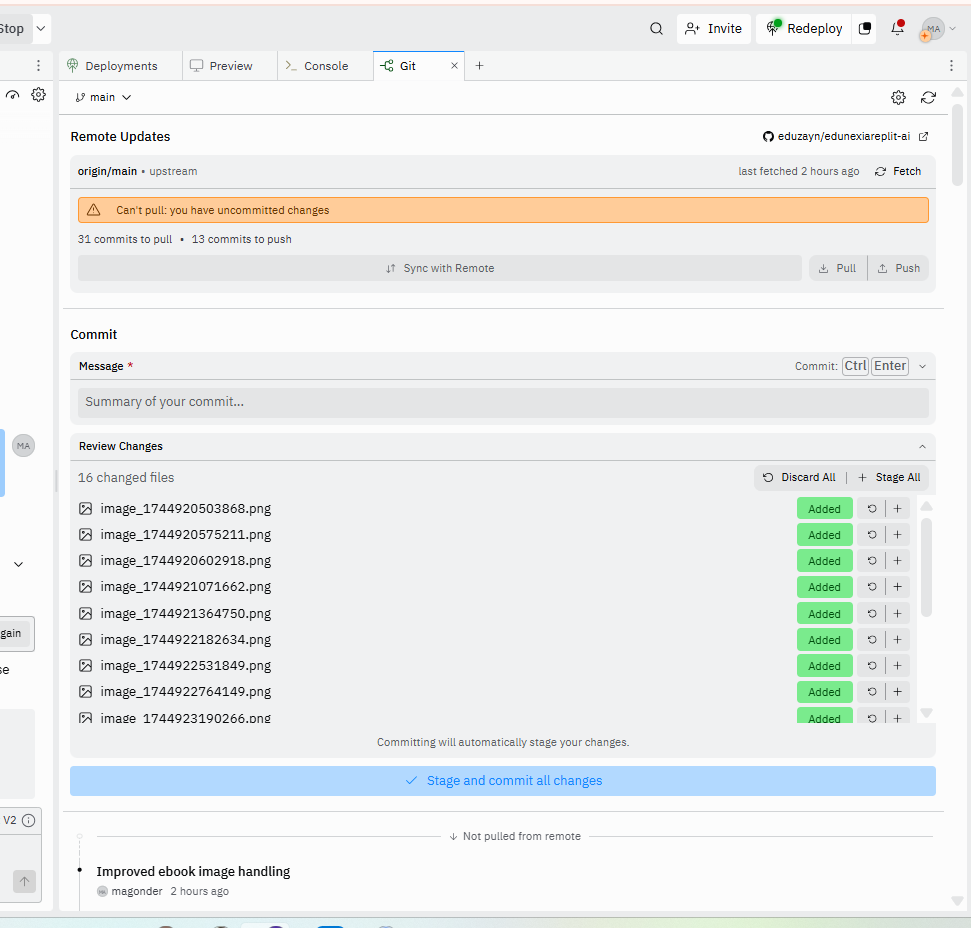 Stop
Invite
Redeploy
MA
Deployments
Preview
Console
Git
main
Remote Updates
eduzayn/edunexiareplit-ai
origin/main • upstream
last fetched 2 hours ago
Fetch
Can't pull: you have uncommitted changes
31 commits to pull • 13 commits to push
Sync with Remote
Pull
Push
Commit
Message *
Commit: Ctrl Enter
Summary of your commit...
MA
Review Changes
16 changed files
Discard All
Stage All
image_1744920503868.png Added
image_1744920575211.png Added
image_1744920602918.png Added
image_1744921071662.png Added
image_1744921364750.png Added
image_1744922182634.png Added
image_1744922531849.png Added
image_1744922764149.png Added
image_1744923190266.png Added
gain
se
Committing will automatically stage your changes.
Stage and commit all changes
V2
Not pulled from remote
Improved ebook image handling
magonder 2 hours ago